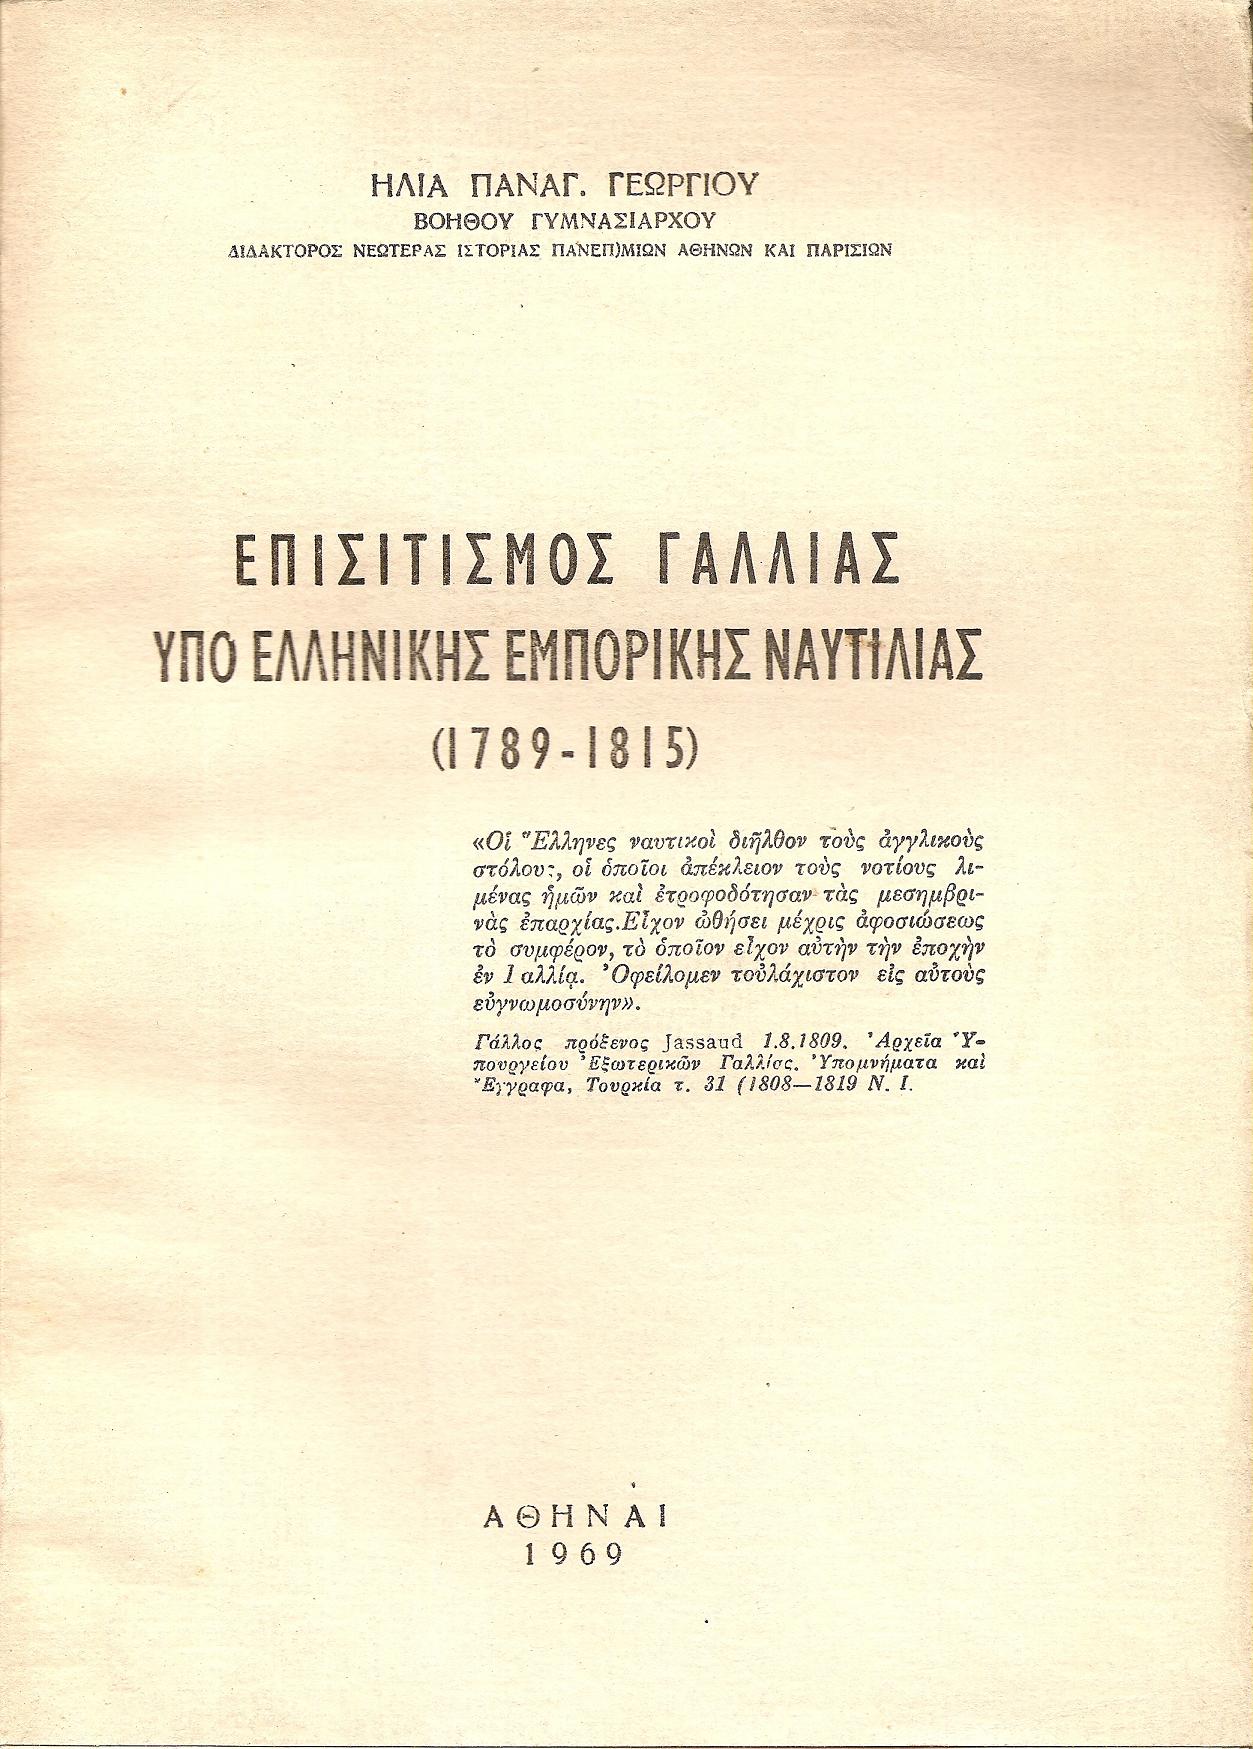 ΗΛΙΑ ΠΑΝΑΓ. ΓΕΩΡΓΙΟΥ
ΒΟΗΘΟΥ ΓΥΜΝΑΣΙΑΡΧΟΥ
ΔΙΔΑΚΤΟΡΟΣ ΝΕΩΤΕΡΑΣ ΙΣΤΟΡΙΑΣ ΠΑΝΕΠ)ΜΙΩΝ ΑΘΗΝΩΝ ΚΑΙ ΠΑΡΙΣΙΩΝ
ΕΠΙΣΙΤΙΣΜΟΣ ΓΑΛΛΙΑΣ
ΥΠΟ ΕΛΛΗΝΙΚΗΣ ΕΜΠΟΡΙΚΗΣ ΝΑΥΤΙΛΙΑΣ
(1789-1815)
«Οἱ Ἕλληνες ναυτικοὶ διῆλθον τοὺς ἀγγλικοὺς
στόλους, οἱ ὁποῖοι ἀπέκλειον τοὺς νοτίους λι-
μένας ἡμῶν καὶ ἐτροφοδότησαν τὰς μεσημβρι-
νὰς ἐπαρχίας. Εἶχον ὠθήσει μέχρις ἀφοσιώσεως
τὸ συμφέρον, τὸ ὁποῖον εἶχον αὐτὴν τὴν ἐποχὴν
ἐν Γαλλίᾳ. Ὀφείλομεν τοὐλάχιστον εἰς αὐτοὺς
εὐγνωμοσύνην».
Γάλλος πρόξενος Jassaud 1.8.1809. Ἀρχεῖα Ὑ-
πουργείου Ἐξωτερικῶν Γαλλίας. Ὑπομνήματα καὶ
Ἔγγραφα, Τουρκία τ. 31 (1808—1819 Ν. Ι.
ΑΘΗΝΑΙ
1969